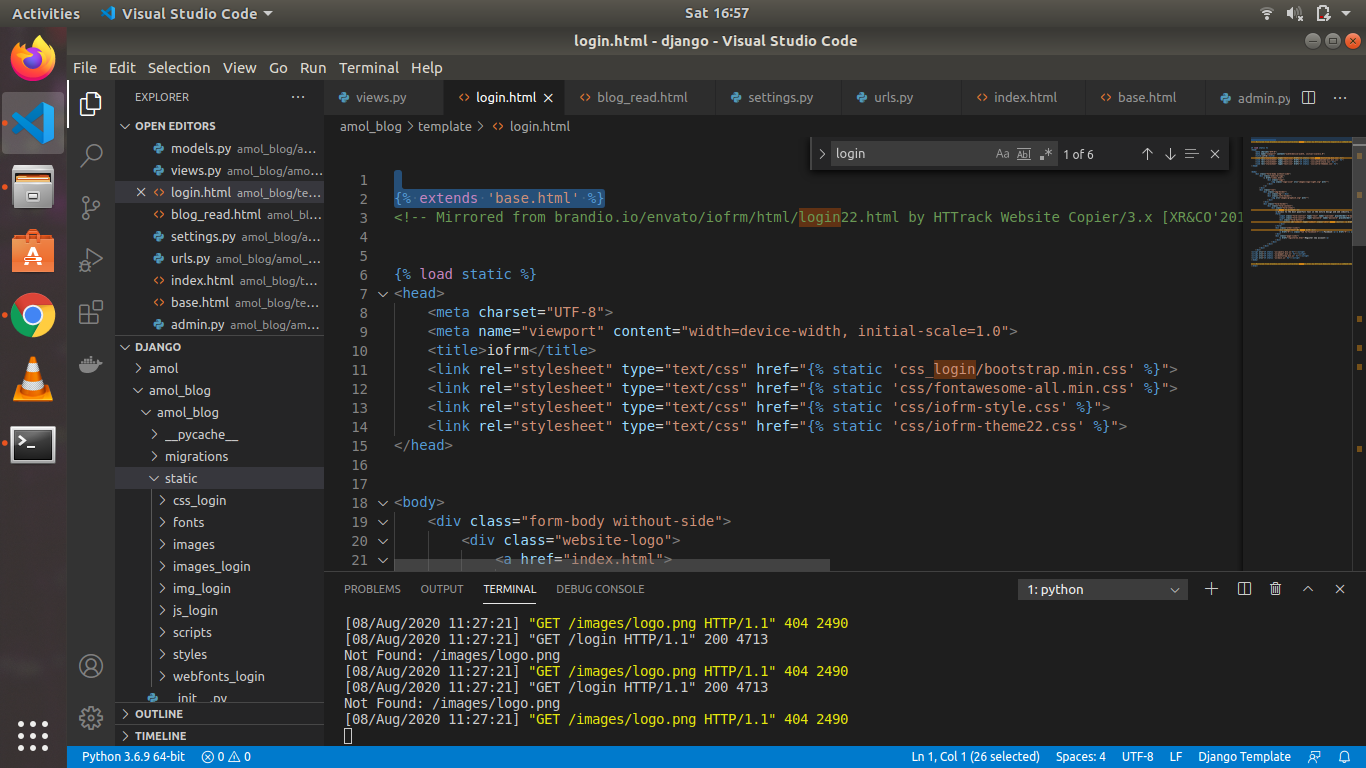 Activities Visual Studio Code Sat 16:57
login.html - django - Visual Studio Code
File Edit Selection View Go Run Terminal Help
EXPLORER ...
views.py login.html blog_read.html settings.py urls.py index.html base.html admin.py ...
amol_blog > template > login.html
login Aa Abl .* 1 of 6
OPEN EDITORS
models.py amol_blog/a...
views.py amol_blog/amo...
login.html amol_blog/te...
blog_read.html amol_bl...
settings.py amol_blog/a...
urls.py amol_blog/amol_...
index.html amol_blog/t...
base.html amol_blog/te...
admin.py amol_blog/am...
DJANGO
amol
amol_blog
amol_blog
__pycache__
migrations
static
css_login
fonts
images
images_login
img_login
js_login
scripts
styles
webfonts_login
__init__.py
OUTLINE
TIMELINE
1
2 {% extends 'base.html' %}
3 <!-- Mirrored from brandio.io/envato/iofrm/html/login22.html by HTTrack Website Copier/3.x [XR&CO'201
4
5
6 {% load static %}
7 <head>
8 <meta charset="UTF-8">
9 <meta name="viewport" content="width=device-width, initial-scale=1.0">
10 <title>iofrm</title>
11 <link rel="stylesheet" type="text/css" href="{% static 'css_login/bootstrap.min.css' %}">
12 <link rel="stylesheet" type="text/css" href="{% static 'css/fontawesome-all.min.css' %}">
13 <link rel="stylesheet" type="text/css" href="{% static 'css/iofrm-style.css' %}">
14 <link rel="stylesheet" type="text/css" href="{% static 'css/iofrm-theme22.css' %}">
15 </head>
16
17
18 <body>
19 <div class="form-body without-side">
20 <div class="website-logo">
21 <a href="index.html">
PROBLEMS OUTPUT TERMINAL DEBUG CONSOLE 1: python
[08/Aug/2020 11:27:21] "GET /images/logo.png HTTP/1.1" 404 2490
[08/Aug/2020 11:27:21] "GET /login HTTP/1.1" 200 4713
Not Found: /images/logo.png
[08/Aug/2020 11:27:21] "GET /images/logo.png HTTP/1.1" 404 2490
[08/Aug/2020 11:27:21] "GET /login HTTP/1.1" 200 4713
Not Found: /images/logo.png
[08/Aug/2020 11:27:21] "GET /images/logo.png HTTP/1.1" 404 2490
Python 3.6.9 64-bit 0 0 Ln 1, Col 1 (26 selected) Spaces: 4 UTF-8 LF Django Template